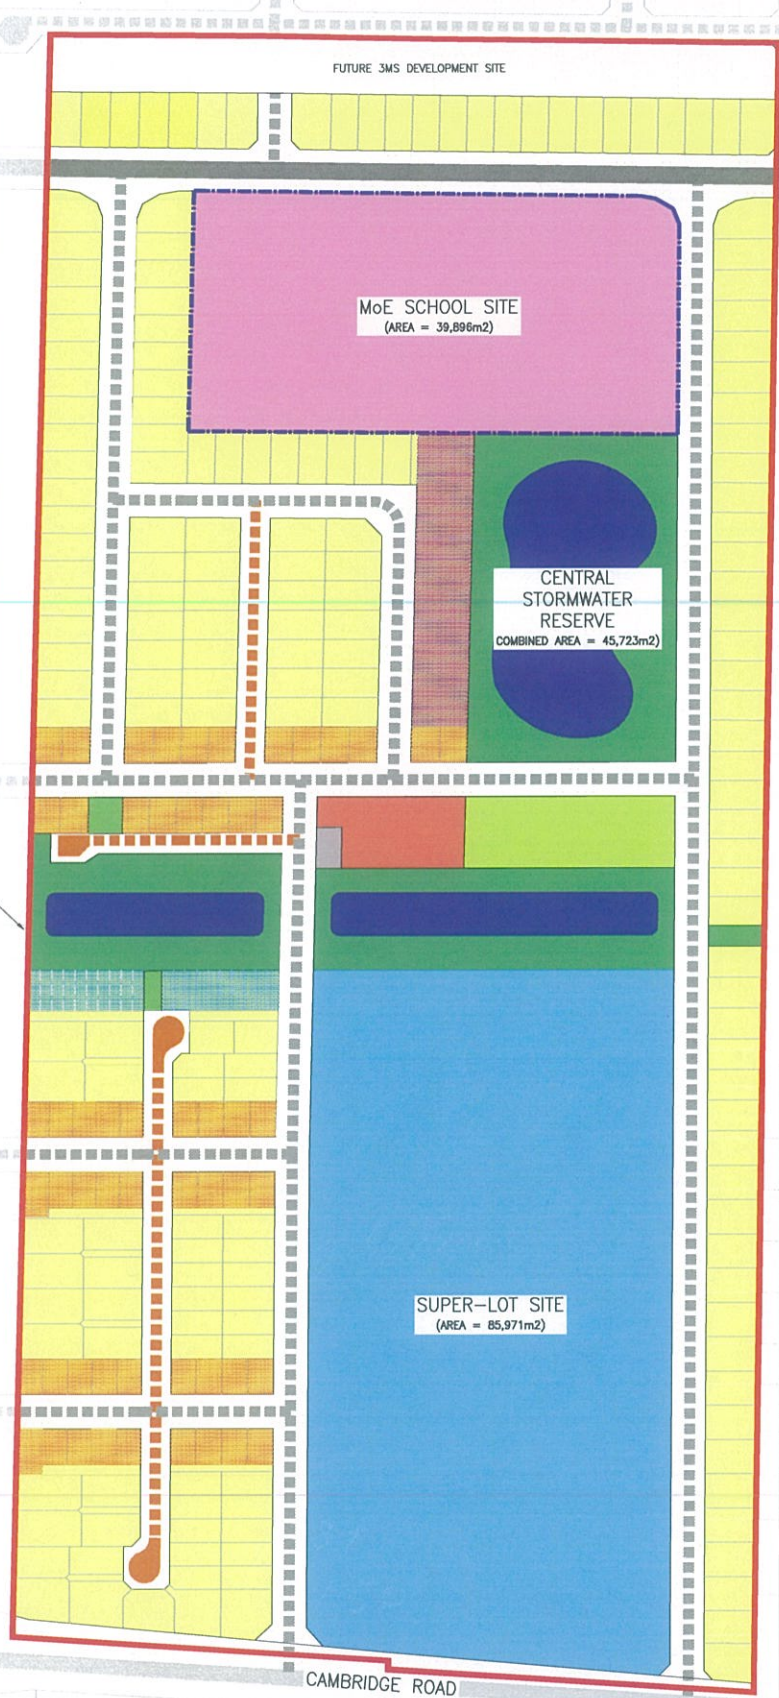 FUTURE 3MS DEVELOPMENT SITE
MoE SCHOOL SITE
(AREA = 39,896m2)
CENTRAL
STORMWATER
RESERVE
COMBINED AREA = 45,723m2)
SUPER-LOT SITE
(AREA = 85,971m2)
CAMBRIDGE ROAD